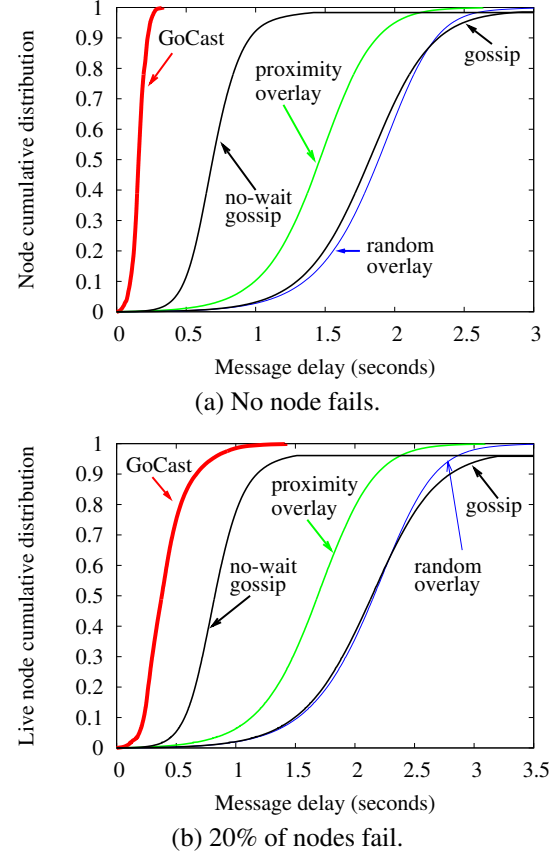 1
0.9
0.8
0.7
0.6
0.5
0.4
0.3
0.2
0.1
0
Node cumulative distribution
GoCast
proximity
overlay
gossip
no-wait
gossip
random
overlay
0 0.5 1 1.5 2 2.5 3
Message delay (seconds)
(a) No node fails.
1
0.9
0.8
0.7
0.6
0.5
0.4
0.3
0.2
0.1
0
Live node cumulative distribution
GoCast
proximity
overlay
gossip
no-wait
gossip
random
overlay
0 0.5 1 1.5 2 2.5 3 3.5
Message delay (seconds)
(b) 20% of nodes fail.